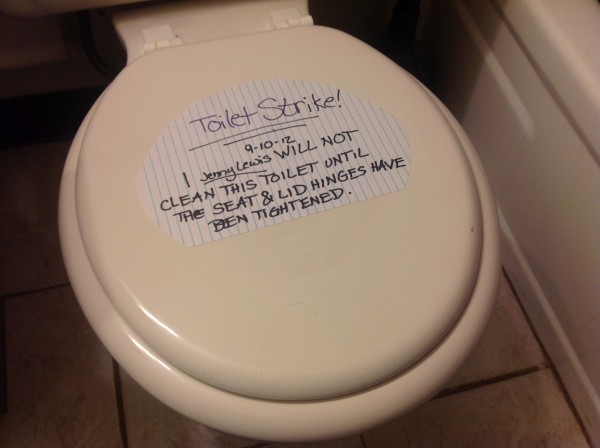 Toilet Strike!
9-10-12
I Jenny Lewis WILL NOT
CLEAN THIS TOILET UNTIL
THE SEAT & LID HINGES HAVE
BEEN TIGHTENED.